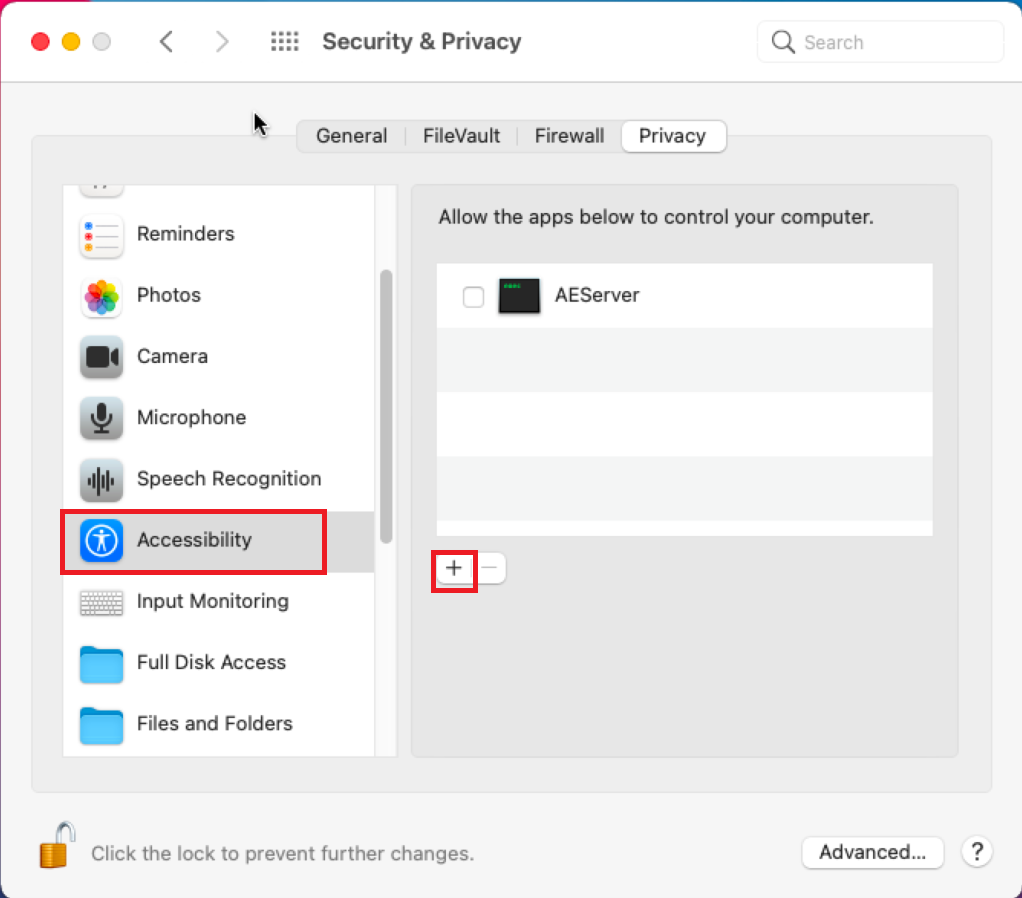 Security & Privacy
Search
General
FileVault
Firewall
Privacy
Reminders
Photos
Camera
Microphone
Speech Recognition
Accessibility
Input Monitoring
Full Disk Access
Files and Folders
Allow the apps below to control your computer.
AEServer
+
−
Click the lock to prevent further changes.
Advanced...
?